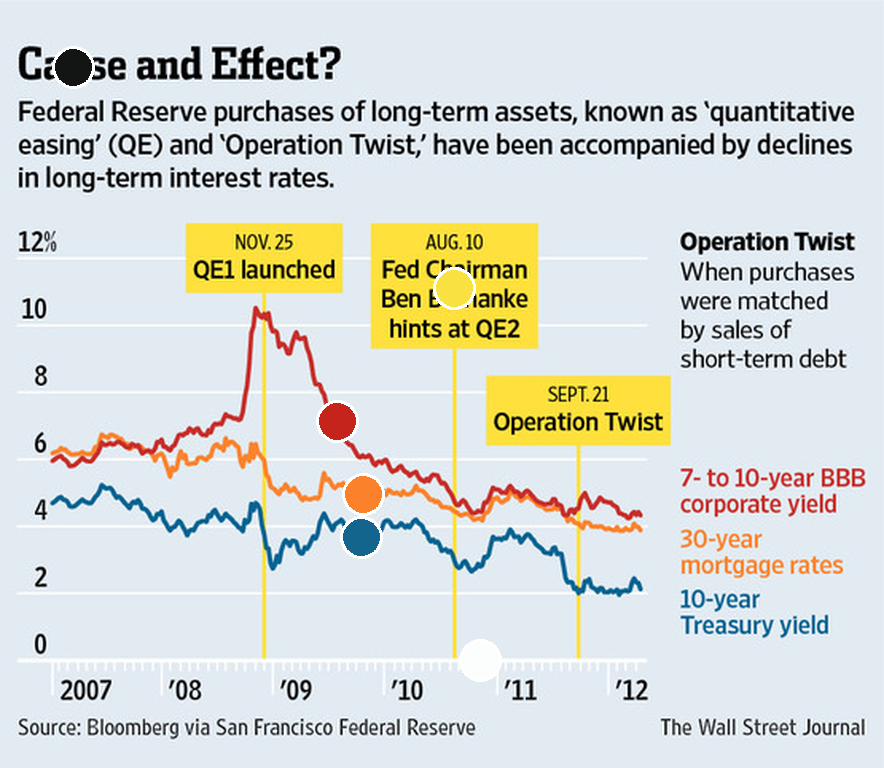 Cause and Effect?
Federal Reserve purchases of long-term assets, known as ‘quantitative
easing’ (QE) and ‘Operation Twist,’ have been accompanied by declines
in long-term interest rates.
12%
10
8
6
4
2
0
NOV. 25
QE1 launched
AUG. 10
Fed Chairman
Ben Bernanke
hints at QE2
SEPT. 21
Operation Twist
Operation Twist
When purchases
were matched
by sales of
short-term debt
7- to 10-year BBB
corporate yield
30-year
mortgage rates
10-year
Treasury yield
2007 ’08 ’09 ’10 ’11 ’12
Source: Bloomberg via San Francisco Federal Reserve
The Wall Street Journal